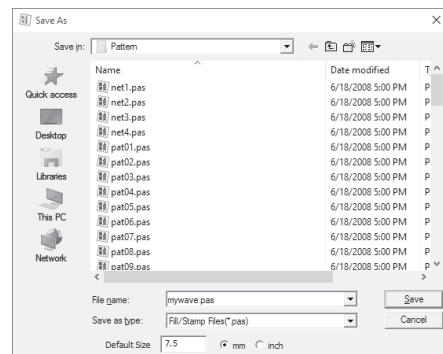 Save As
Save in: Pattern
Name Date modified T
Quick access
Desktop
Libraries
This PC
Network
net1.pas 6/18/2008 5:00 PM P
net2.pas 6/18/2008 5:00 PM P
net3.pas 6/18/2008 5:00 PM P
net4.pas 6/18/2008 5:00 PM P
pat01.pas 6/18/2008 5:00 PM P
pat02.pas 6/18/2008 5:00 PM P
pat03.pas 6/18/2008 5:00 PM P
pat04.pas 6/18/2008 5:00 PM P
pat05.pas 6/18/2008 5:00 PM P
pat06.pas 6/18/2008 5:00 PM P
pat07.pas 6/18/2008 5:00 PM P
pat08.pas 6/18/2008 5:00 PM P
pat09.pas 6/18/2008 5:00 PM P
File name: mywave.pas Save
Save as type: Fill/Stamp Files(*.pas) Cancel
Default Size 7.5 mm inch